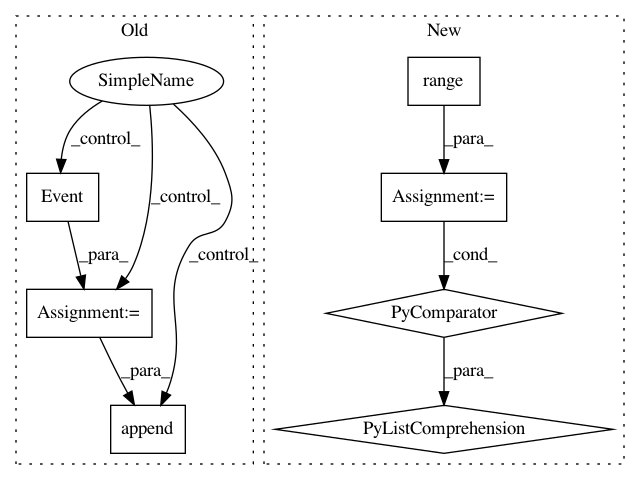 Old
New
SimpleName
range
_control_
_para_
Event
_control_
Assignment:=
_para_
_control_
_cond_
Assignment:=
PyComparator
_para_
_para_
append
PyListComprehension